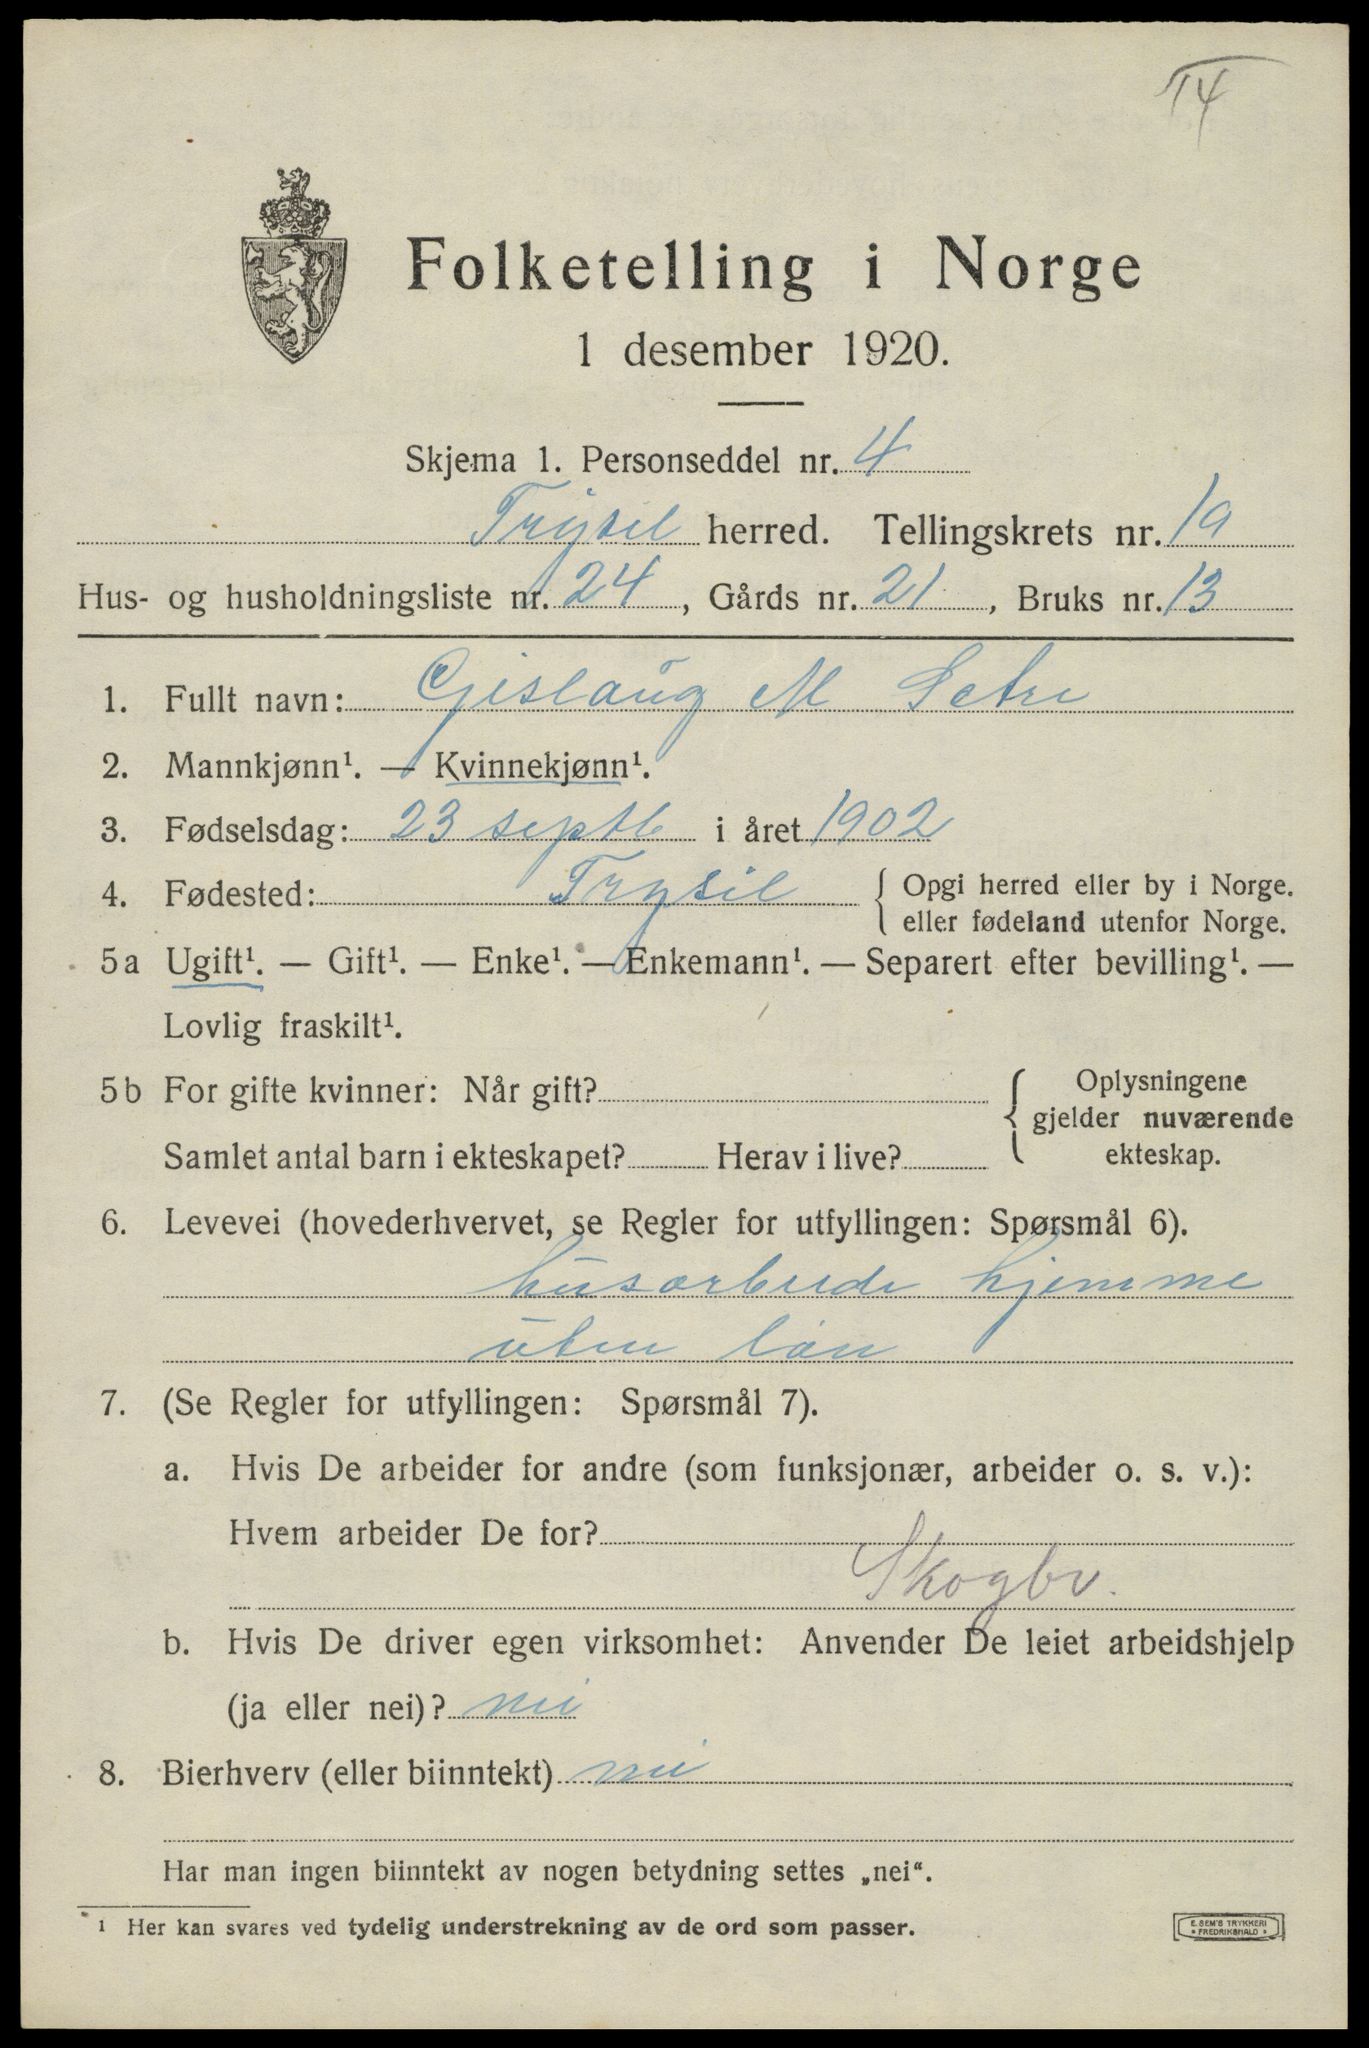 14
Folketelling i Norge
1 desember 1920.
Skjema 1. Personseddel nr. 4
Trysil herred. Tellingskrets nr. 19
Hus- og husholdningsliste nr. 24, Gårds nr. 21, Bruks nr. 13
1. Fullt navn: Gislaug M Setre
2. Mannkjønn¹. — Kvinnekjønn¹.
3. Fødselsdag: 23 septb i året 1902
4. Fødested: Trysil { Opgi herred eller by i Norge.
eller fødeland utenfor Norge.
5a Ugift¹. — Gift¹. — Enke¹. — Enkemann¹. — Separert efter bevilling¹. —
Lovlig fraskilt¹.
5b For gifte kvinner: Når gift?
Samlet antal barn i ekteskapet? Herav i live?
{ Oplysningene
gjelder nuværende
ekteskap.
6. Levevei (hovederhvervet, se Regler for utfyllingen: Spørsmål 6).
husarbeide hjemme
uten løn
7. (Se Regler for utfyllingen: Spørsmål 7).
a. Hvis De arbeider for andre (som funksjonær, arbeider o. s. v.):
Hvem arbeider De for?
Skogbr.
b. Hvis De driver egen virksomhet: Anvender De leiet arbeidshjelp
(ja eller nei)? nei
8. Bierhverv (eller biinntekt) nei
Har man ingen biinntekt av nogen betydning settes „nei“.
¹ Her kan svares ved tydelig understrekning av de ord som passer.
E. SEM'S TRYKKERI
* FREDRIKSHALD *